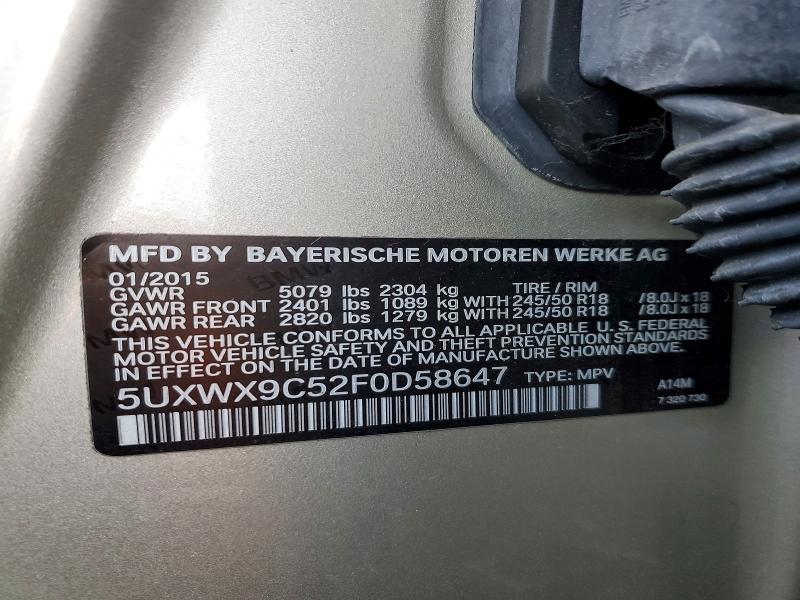 MFD BY BAYERISCHE MOTOREN WERKE AG
01/2015
GVWR 5079 lbs 2304 kg TIRE / RIM
GAWR FRONT 2401 lbs 1089 kg WITH 245/50 R18 /8.0J x 18
GAWR REAR 2820 lbs 1279 kg WITH 245/50 R18 /8.0J x 18
THIS VEHICLE CONFORMS TO ALL APPLICABLE U. S. FEDERAL
MOTOR VEHICLE SAFETY AND THEFT PREVENTION STANDARDS
IN EFFECT ON THE DATE OF MANUFACTURE SHOWN ABOVE.
5UXWX9C52F0D58647 TYPE: MPV A14M
7 320 730